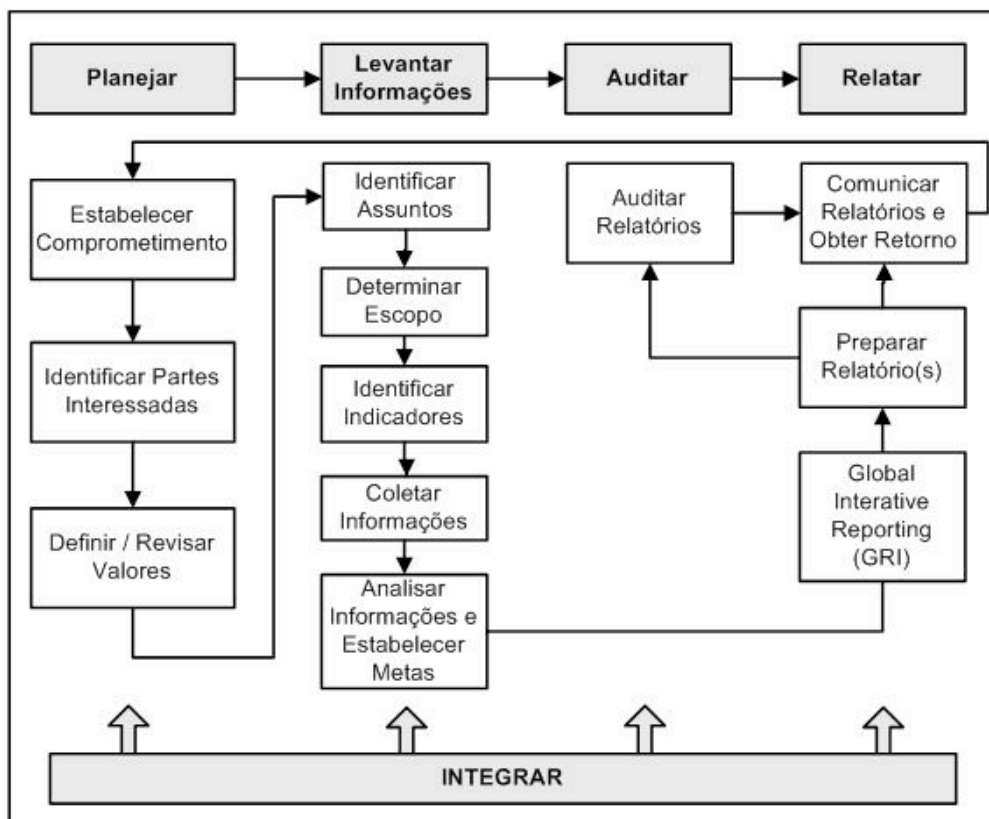 Planejar
Levantar
Informações
Auditar
Relatar
Estabelecer
Comprometimento
Identificar Partes
Interessadas
Definir / Revisar
Valores
Identificar
Assuntos
Determinar
Escopo
Identificar
Indicadores
Coletar
Informações
Analisar
Informações e
Estabelecer
Metas
Auditar
Relatórios
Comunicar
Relatórios e
Obter Retorno
Preparar
Relatório(s)
Global
Interative
Reporting
(GRI)
INTEGRAR